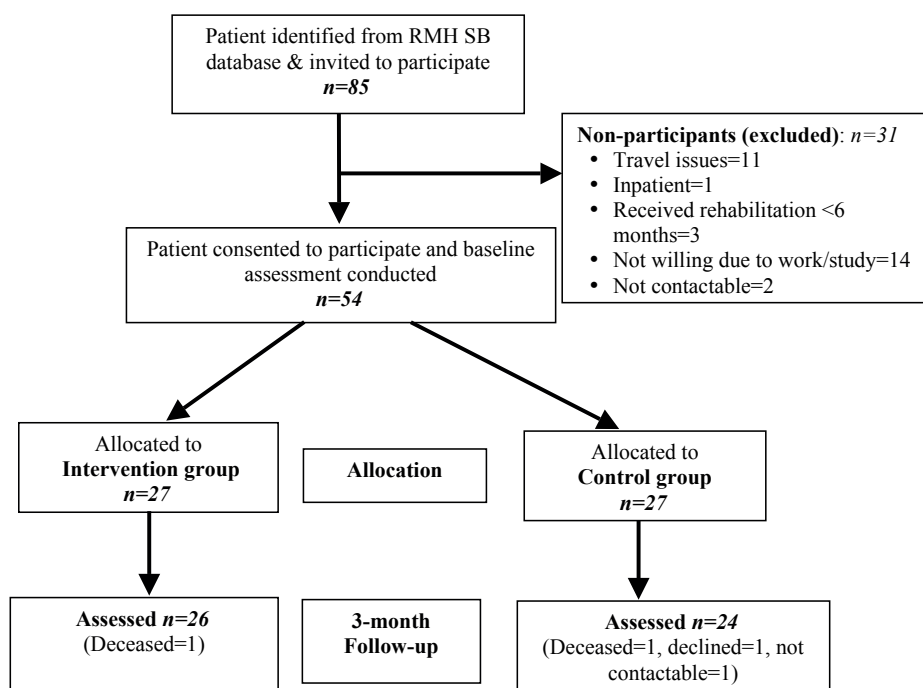 Patient identified from RMH SB
database & invited to participate
n=85
Non-participants (excluded): n=31
• Travel issues=11
• Inpatient=1
• Received rehabilitation <6
months=3
• Not willing due to work/study=14
• Not contactable=2
Patient consented to participate and baseline
assessment conducted
n=54
Allocated to
Intervention group
n=27
Allocation
Allocated to
Control group
n=27
Assessed n=26
(Deceased=1)
3-month
Follow-up
Assessed n=24
(Deceased=1, declined=1, not
contactable=1)